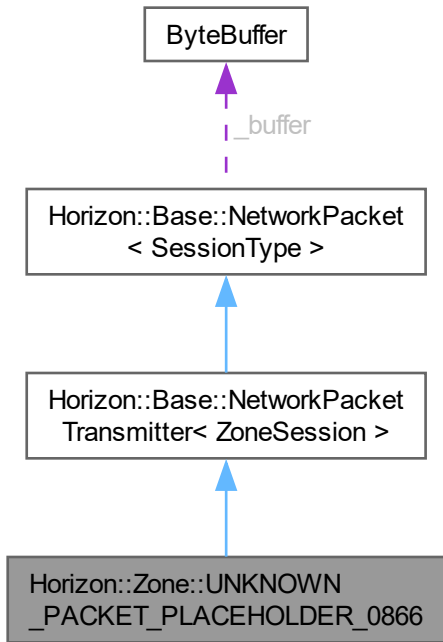 ByteBuffer
_buffer
Horizon::Base::NetworkPacket
< SessionType >
Horizon::Base::NetworkPacket
Transmitter< ZoneSession >
Horizon::Zone::UNKNOWN
_PACKET_PLACEHOLDER_0866